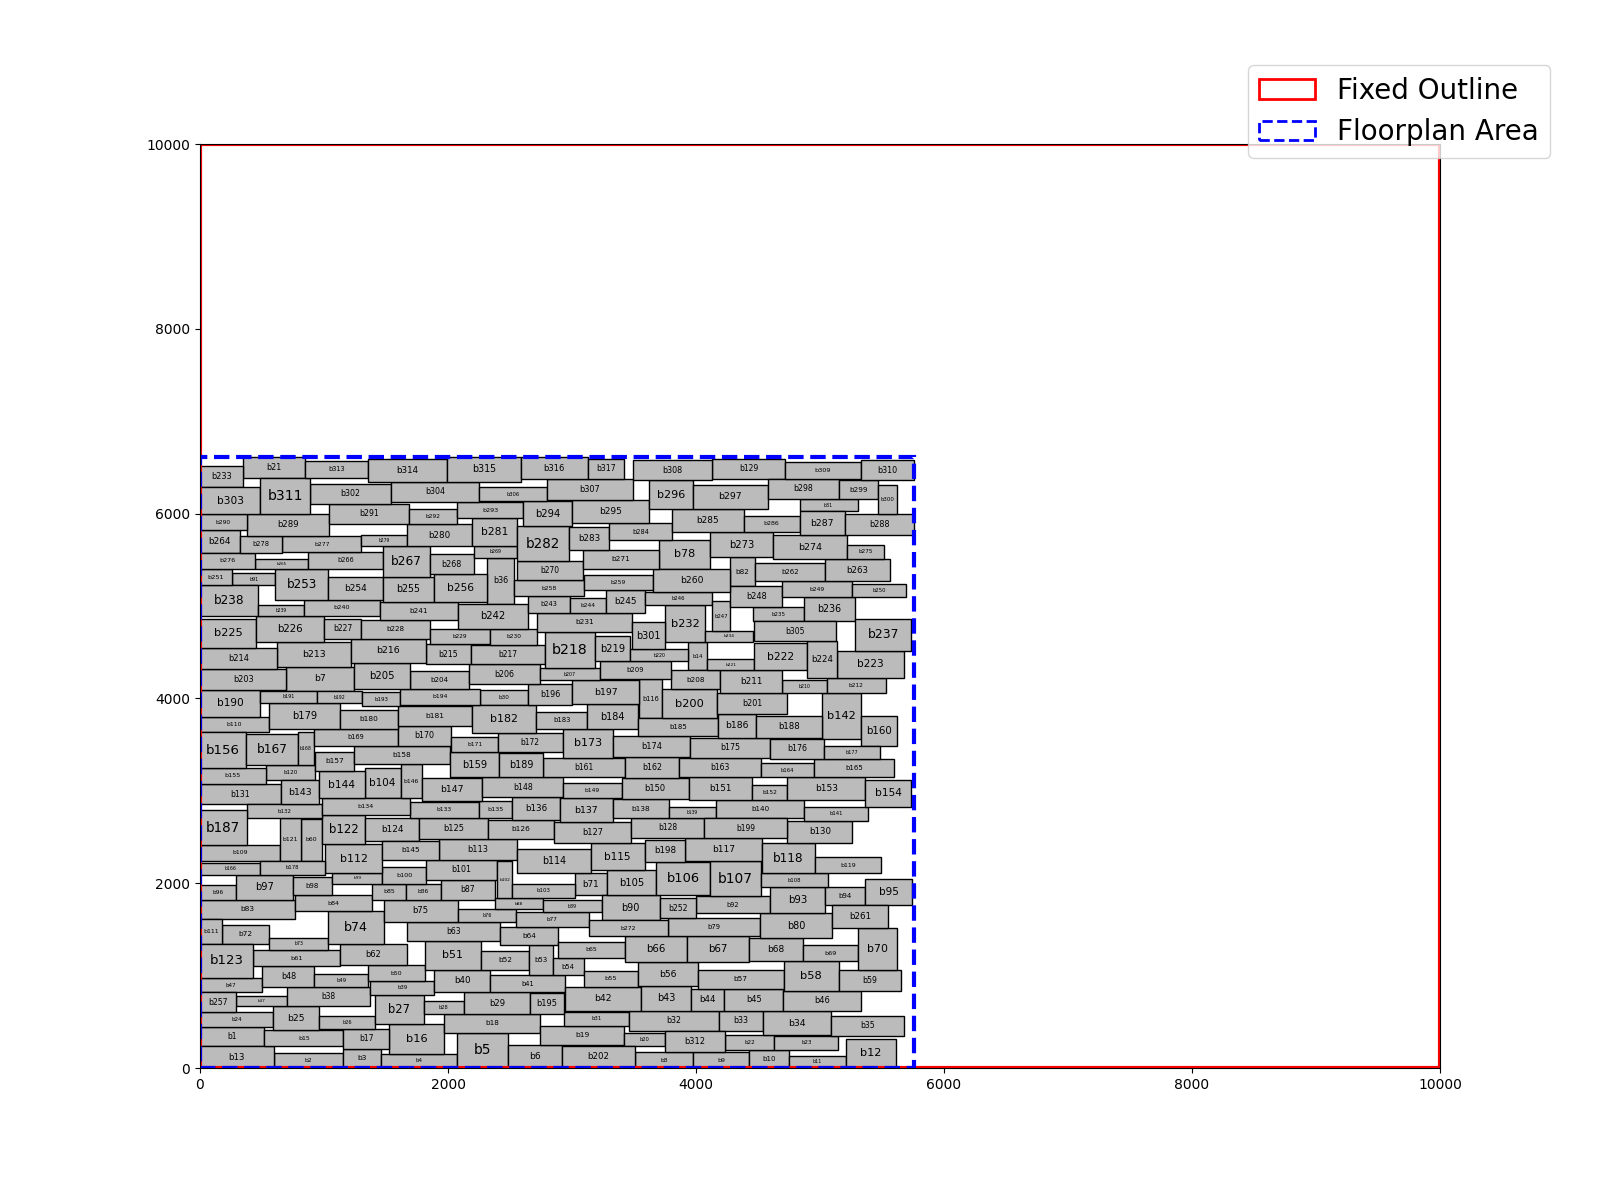 Fixed Outline
Floorplan Area
10000
8000
6000
4000
2000
0
b21 b313 b314 b315 b316 b317 b308 b129 b309 b310
b233
b303 b311 b302 b304 b306 b307 b296 b297 b298 b299 b300
b290 b289 b291 b292 b293 b294 b295 b285 b286 b31 b287 b288
b264 b278 b277 b279 b280 b281 b282 b283 b284 b78 b273 b274 b275
b276 b266 b267 b268 b269 b270 b271 b82 b262 b263
b251 b91 b253 b254 b255 b256 b36 b258 b259 b260 b248 b249 b250
b238 b239 b240 b241 b242 b243 b244 b245 b246 b247 b235 b236
b225 b226 b227 b228 b229 b230 b231 b301 b232 b234 b305 b237
b214 b213 b216 b215 b217 b218 b219 b220 b14 b221 b222 b224 b223
b203 b7 b205 b204 b206 b207 b209 b208 b211 b210 b212
b190 b191 b192 b193 b194 b30 b196 b197 b116 b200 b201 b142
b110 b179 b180 b181 b182 b183 b184 b185 b186 b188 b160
b156 b167 b168 b169 b170 b171 b172 b173 b174 b175 b176 b177
b155 b120 b157 b158 b159 b189 b161 b162 b163 b164 b165
b131 b143 b144 b104 b146 b147 b148 b149 b150 b151 b152 b153 b154
b187 b132 b134 b133 b135 b136 b137 b138 b139 b140 b141
b121 b60 b122 b124 b125 b126 b127 b128 b199 b130
b109 b112 b145 b113 b114 b115 b198 b117 b118 b119
b166 b178 b100 b101 b102 b105 b106 b107 b108
b96 b97 b98 b85 b86 b87 b103 b71 b93 b94 b95
b83 b84 b75 b76 b88 b77 b89 b90 b252 b92 b80 b261
b111 b72 b73 b74 b63 b64 b272 b79
b123 b61 b62 b51 b52 b53 b65 b66 b67 b68 b69 b70
b47 b48 b49 b50 b40 b41 b54 b55 b56 b57 b58 b59
b257 b38 b39 b27 b28 b29 b195 b42 b43 b44 b45 b46
b24 b25 b26 b18 b31 b32 b33 b34 b35
b1 b15 b17 b16 b19 b20 b312 b22 b23
b13 b2 b3 b4 b5 b6 b202 b8 b9 b10 b11 b12
0 2000 4000 6000 8000 10000